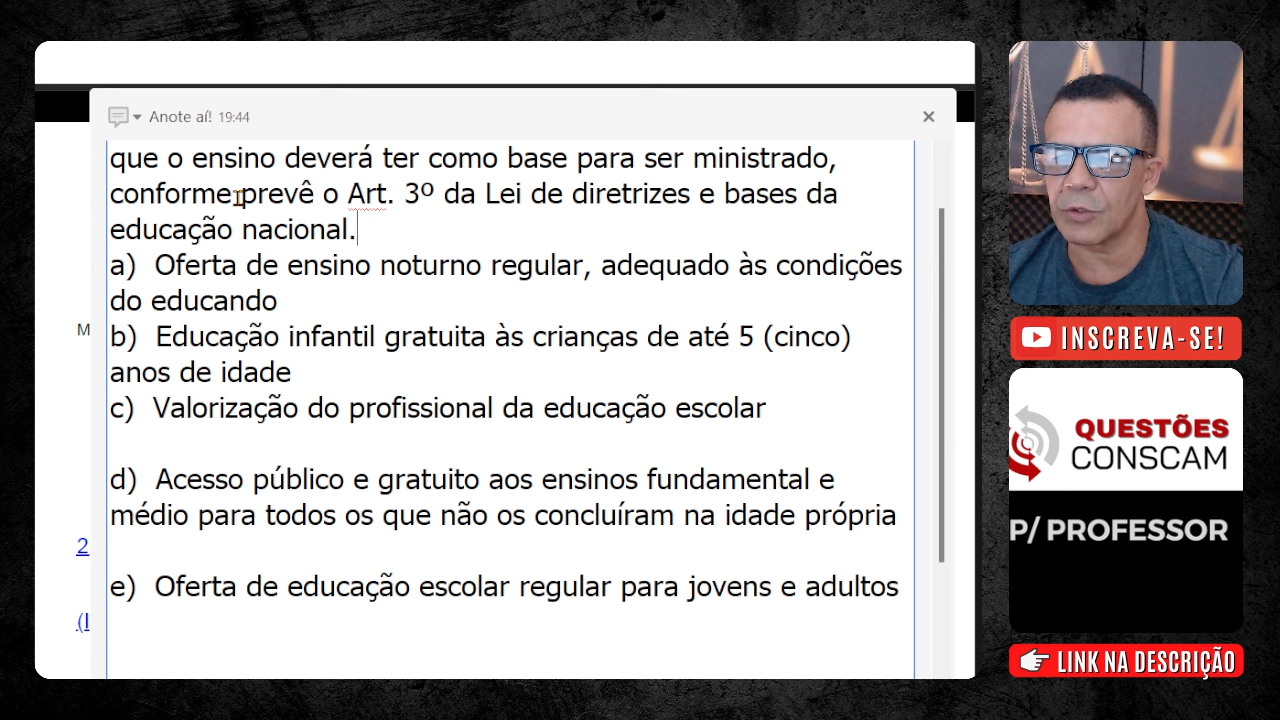 Anote aí! 19:44
que o ensino deverá ter como base para ser ministrado,
conforme prevê o Art. 3º da Lei de diretrizes e bases da
educação nacional.
a) Oferta de ensino noturno regular, adequado às condições
do educando
b) Educação infantil gratuita às crianças de até 5 (cinco)
anos de idade
c) Valorização do profissional da educação escolar
d) Acesso público e gratuito aos ensinos fundamental e
médio para todos os que não os concluíram na idade própria
e) Oferta de educação escolar regular para jovens e adultos
M
2
(I
INSCREVA-SE!
QUESTÕES
CONSCAM
P/ PROFESSOR
LINK NA DESCRIÇÃO